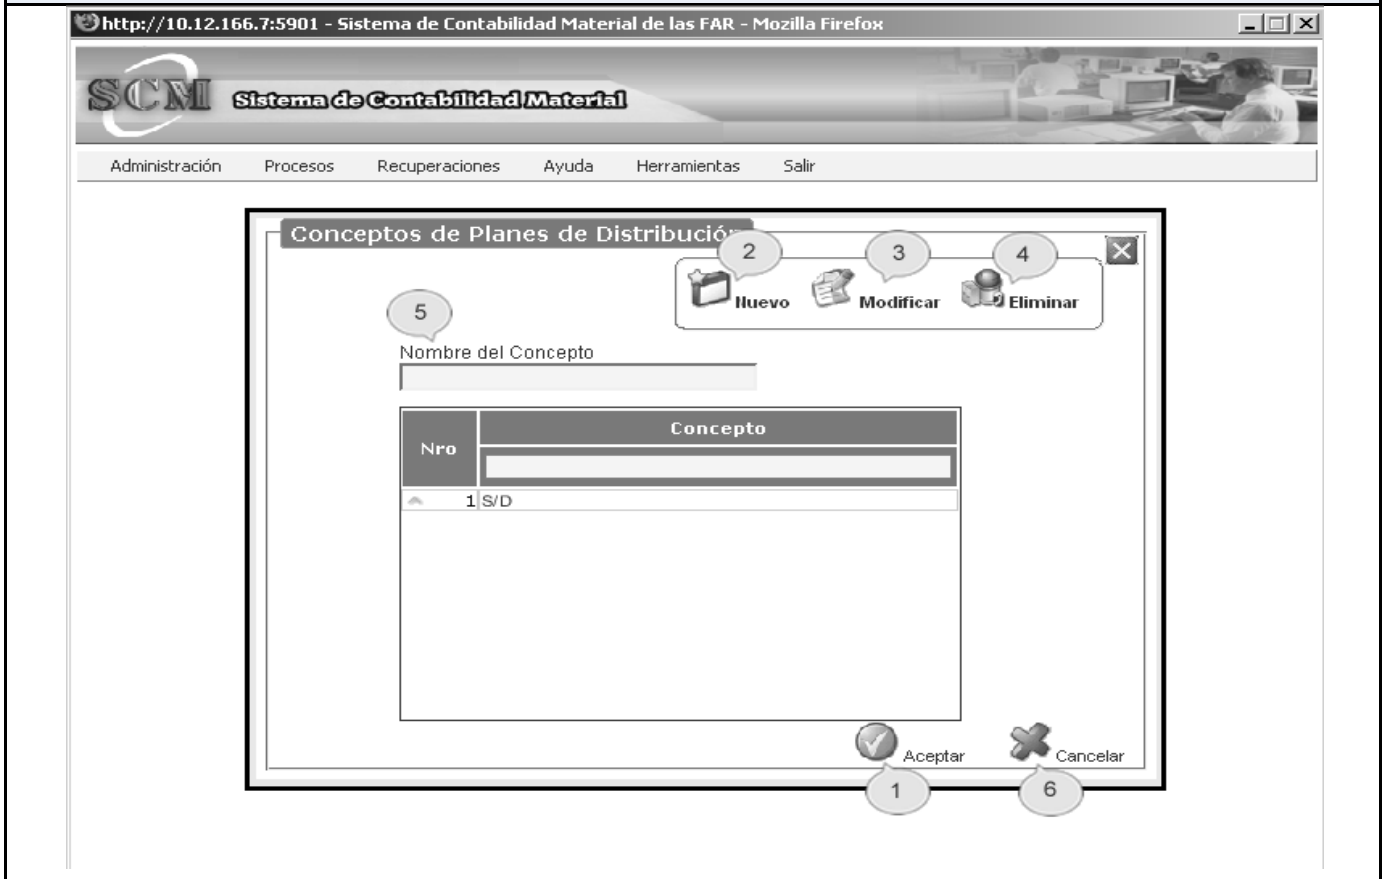 http://10.12.166.7:5901 - Sistema de Contabilidad Material de las FAR - Mozilla Firefox
SCM Sistema de Contabilidad Material
Administración Procesos Recuperaciones Ayuda Herramientas Salir
Conceptos de Planes de Distribución
2 3 4
Nuevo Modificar Eliminar
5
Nombre del Concepto
Nro Concepto
1 S/D
Aceptar Cancelar
1 6